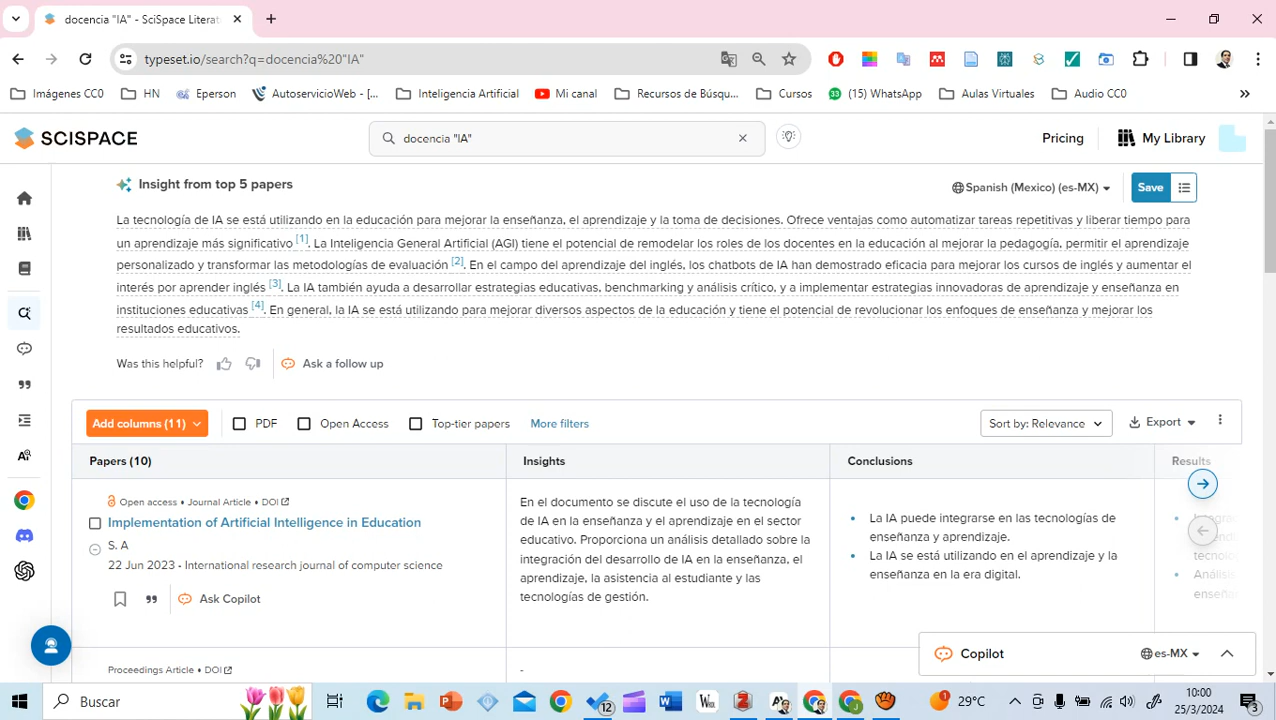 docencia "IA" - SciSpace Literat
typeset.io/search?q=docencia%20"IA"
Imágenes CC0
HN
Eperson
AutoservicioWeb - [...
Inteligencia Artificial
Mi canal
Recursos de Búsqu...
Cursos
33
(15) WhatsApp
Aulas Virtuales
Audio CC0
SCISPACE
docencia "IA"
Pricing
My Library
Insight from top 5 papers
Spanish (Mexico) (es-MX)
Save
La tecnología de IA se está utilizando en la educación para mejorar la enseñanza, el aprendizaje y la toma de decisiones. Ofrece ventajas como automatizar tareas repetitivas y liberar tiempo para
un aprendizaje más significativo [1]. La Inteligencia General Artificial (AGI) tiene el potencial de remodelar los roles de los docentes en la educación al mejorar la pedagogía, permitir el aprendizaje
personalizado y transformar las metodologías de evaluación [2]. En el campo del aprendizaje del inglés, los chatbots de IA han demostrado eficacia para mejorar los cursos de inglés y aumentar el
interés por aprender inglés [3]. La IA también ayuda a desarrollar estrategias educativas, benchmarking y análisis crítico, y a implementar estrategias innovadoras de aprendizaje y enseñanza en
instituciones educativas [4]. En general, la IA se está utilizando para mejorar diversos aspectos de la educación y tiene el potencial de revolucionar los enfoques de enseñanza y mejorar los
resultados educativos.
Was this helpful?
Ask a follow up
Add columns (11)
PDF
Open Access
Top-tier papers
More filters
Sort by: Relevance
Export
Papers (10)
Insights
Conclusions
Results
Open access • Journal Article • DOI
Implementation of Artificial Intelligence in Education
S. A
22 Jun 2023 - International research journal of computer science
Ask Copilot
En el documento se discute el uso de la tecnología
de IA en la enseñanza y el aprendizaje en el sector
educativo. Proporciona un análisis detallado sobre la
integración del desarrollo de IA en la enseñanza, el
aprendizaje, la asistencia al estudiante y las
tecnologías de gestión.
• La IA puede integrarse en las tecnologías de
enseñanza y aprendizaje.
• La IA se está utilizando en el aprendizaje y la
enseñanza en la era digital.
Proceedings Article • DOI
-
Copilot
es-MX
Buscar
12
1
29°C
10:00
25/3/2024
3